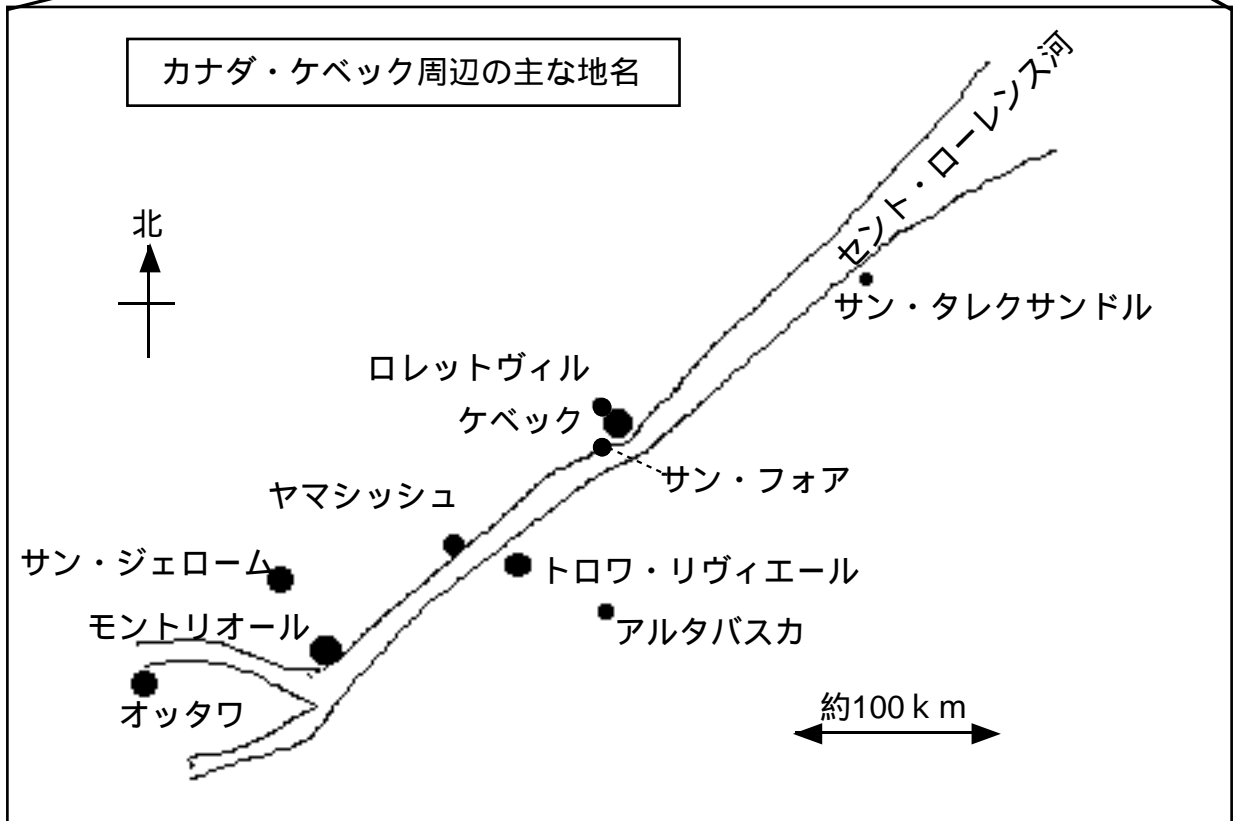 カナダ・ケベック周辺の主な地名
セント・ローレンス河
北
サン・タレクサンドル
ロレットヴィル
ケベック
サン・フォア
ヤマシッシュ
サン・ジェローム
トロワ・リヴィエール
モントリオール
アルタバスカ
オッタワ
約100ｋｍ